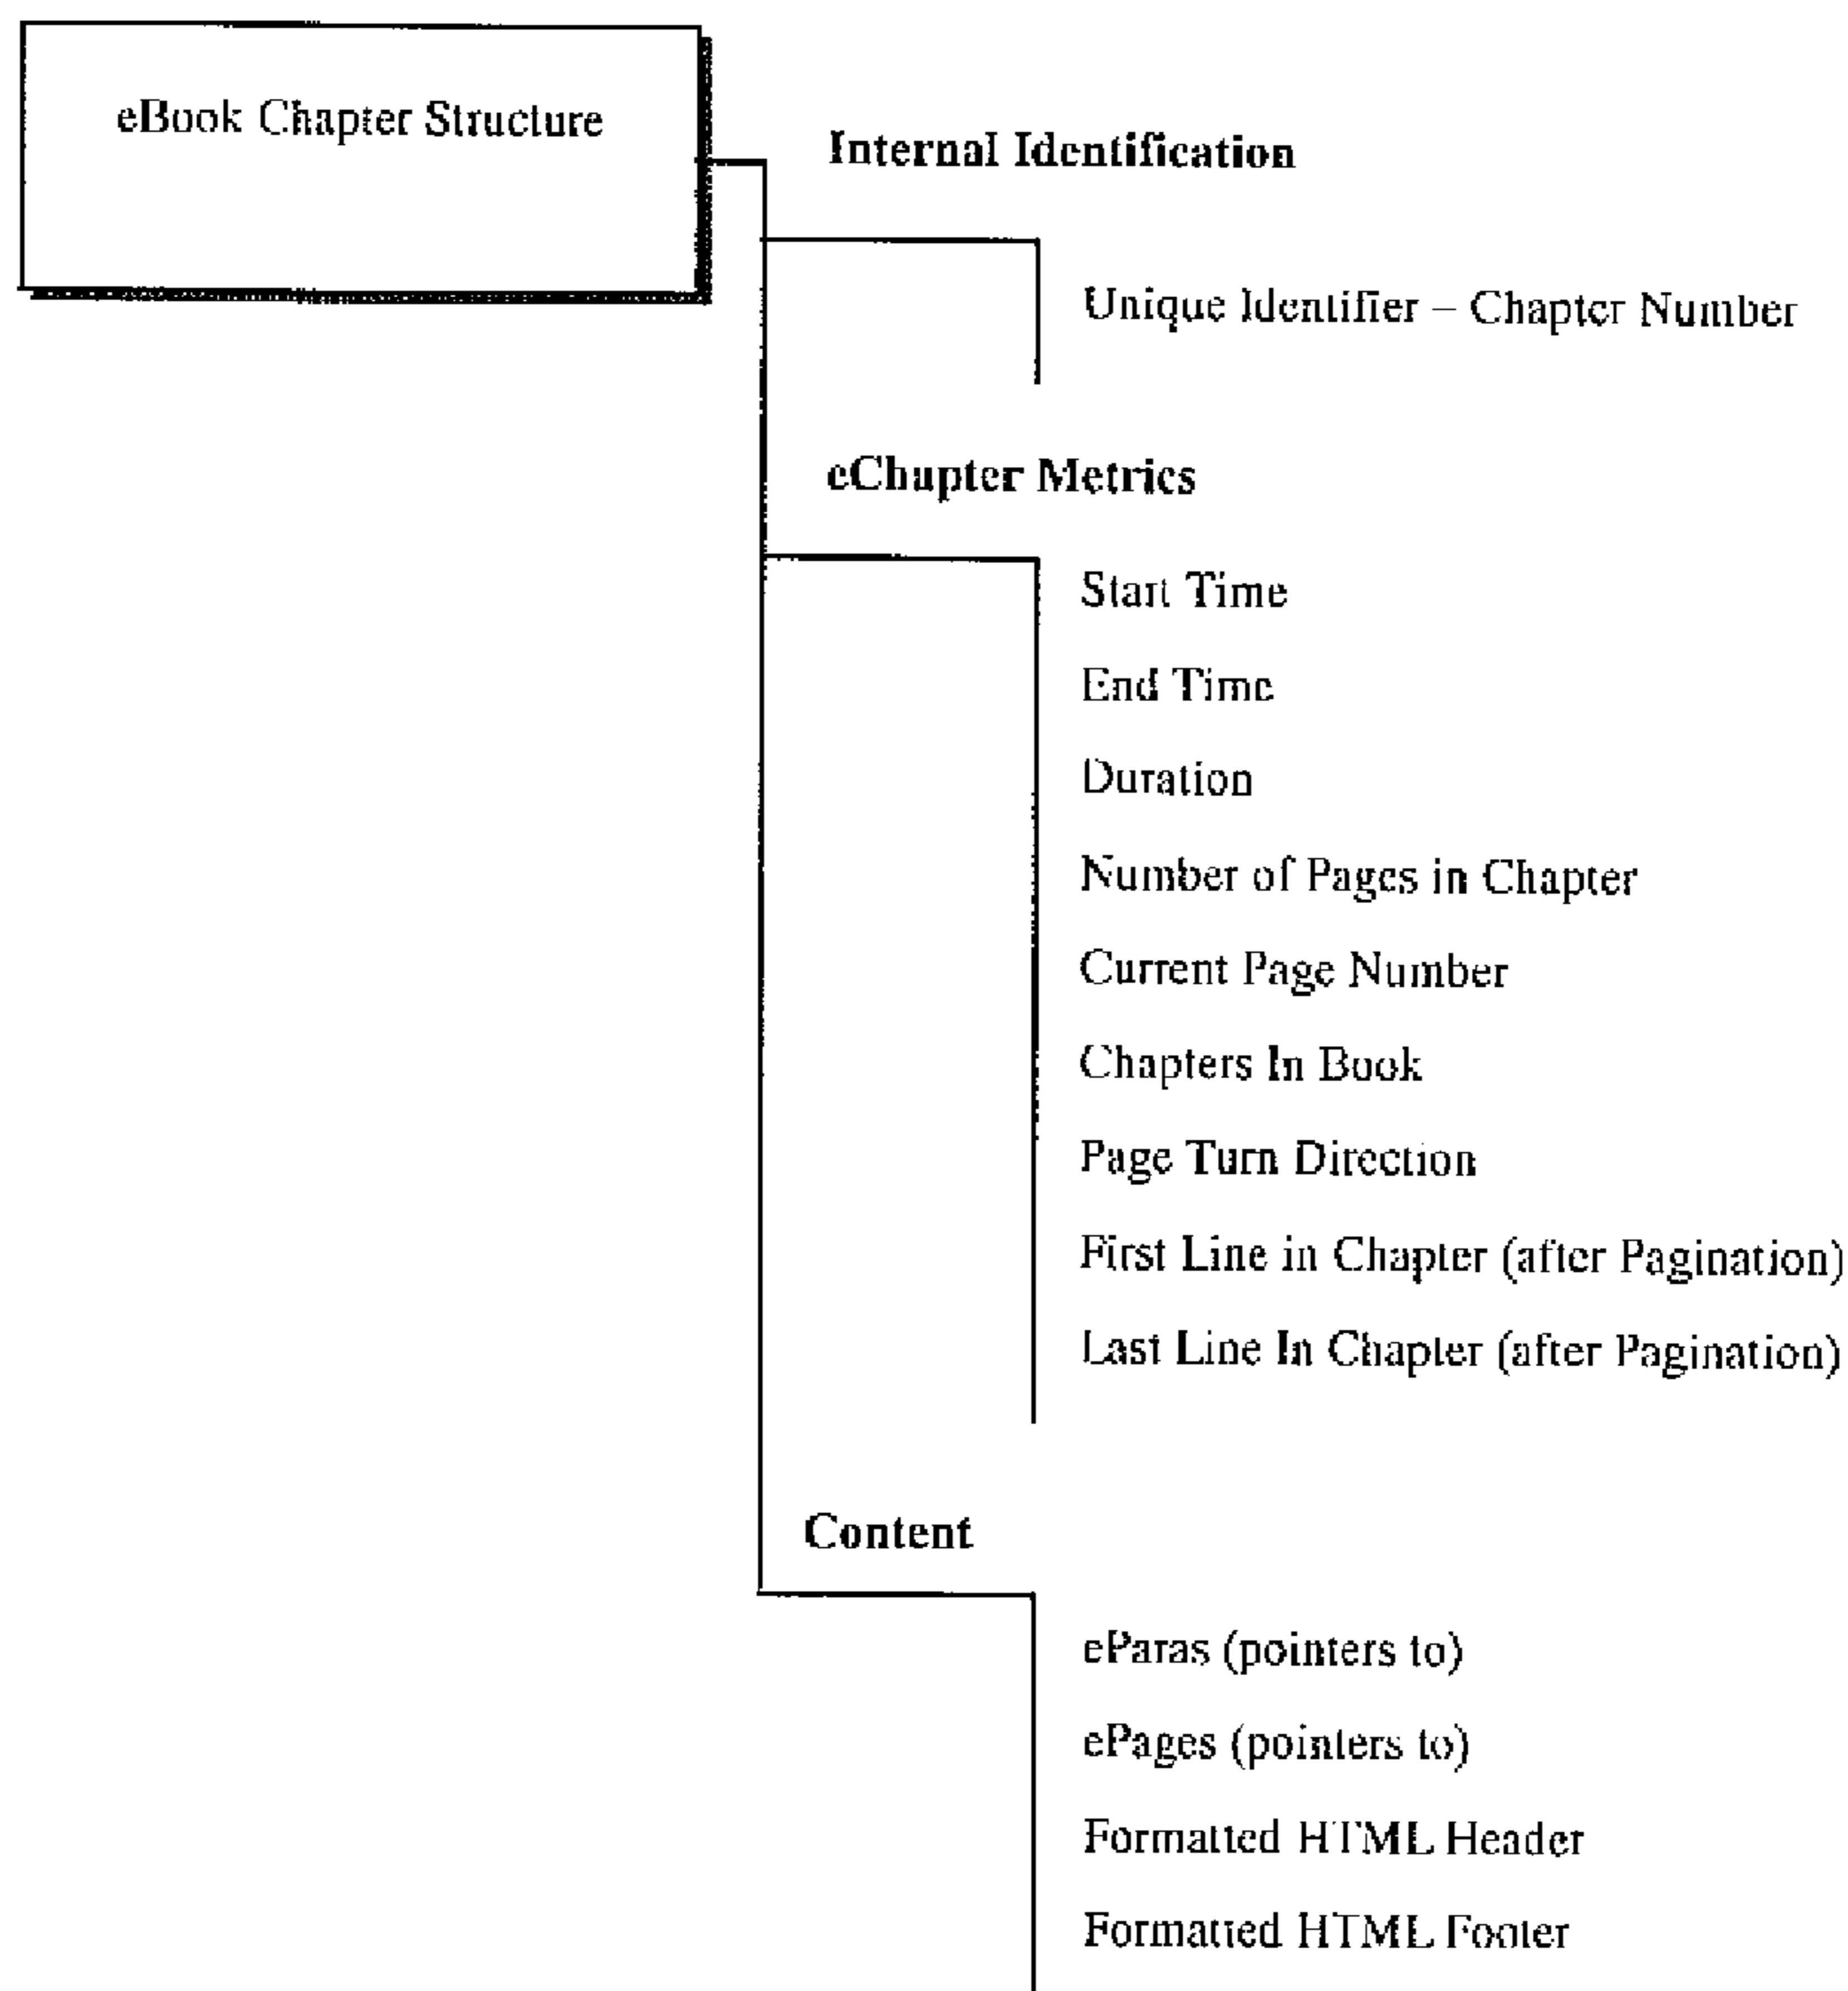 eBook Chapter Structure
Internal Identification
Unique Identifier – Chapter Number
eChapter Metrics
Start Time
End Time
Duration
Number of Pages in Chapter
Current Page Number
Chapters In Book
Page Turn Direction
First Line in Chapter (after Pagination)
Last Line In Chapter (after Pagination)
Content
eParas (pointers to)
ePages (pointers to)
Formatted HTML Header
Formatted HTML Footer